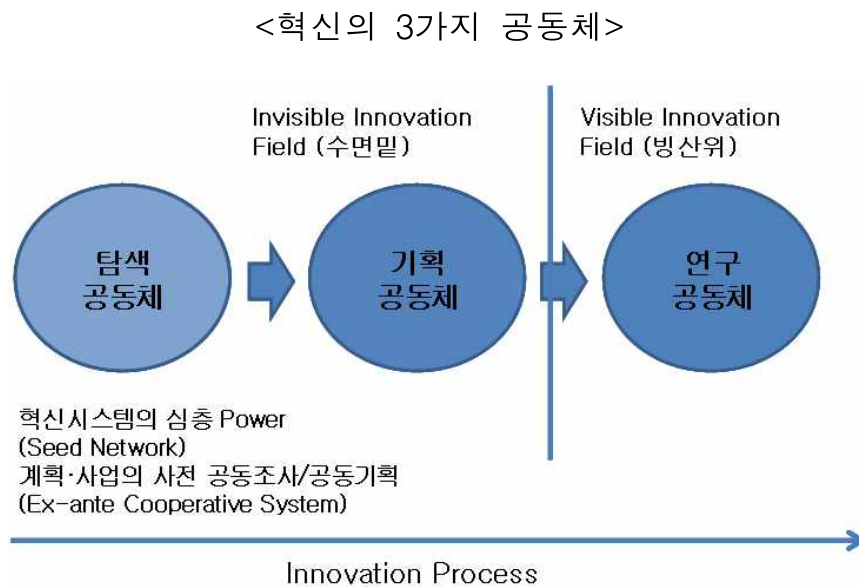 <혁신의 3가지 공동체>
Invisible Innovation
Field (수면밑)
Visible Innovation
Field (빙산위)
탐색
공동체
기획
공동체
연구
공동체
혁신시스템의 심층 Power
(Seed Network)
계획·사업의 사전 공동조사/공동기획
(Ex-ante Cooperative System)
Innovation Process